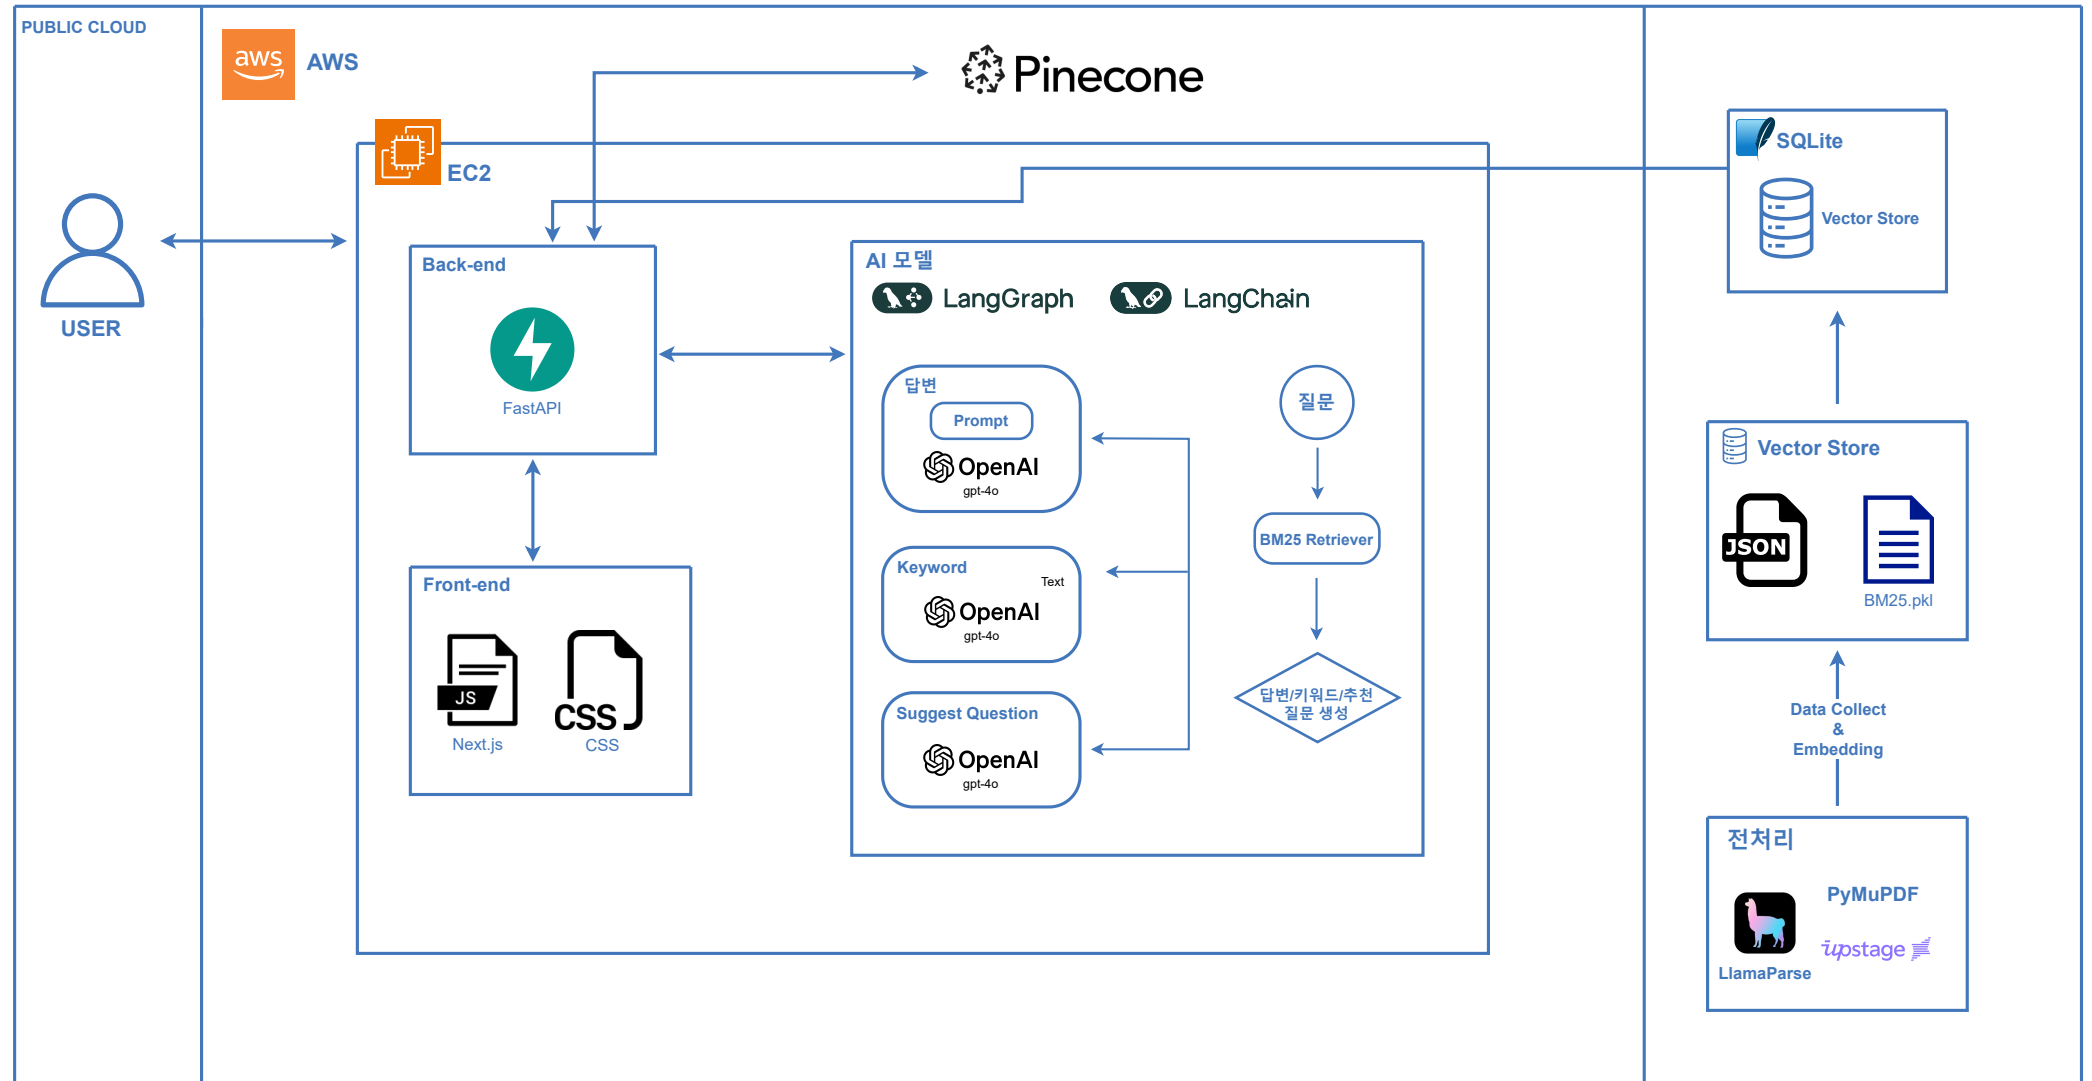 PUBLIC CLOUD
aws
AWS
Pinecone
EC2
USER
Back-end
FastAPI
Front-end
JS
Next.js
CSS
CSS
AI 모델
LangGraph
LangChain
답변
Prompt
OpenAI
gpt-4o
Keyword
Text
OpenAI
gpt-4o
Suggest Question
OpenAI
gpt-4o
질문
BM25 Retriever
답변/키워드/추천
질문 생성
SQLite
Vector Store
Vector Store
JSON
BM25.pkl
Data Collect
&
Embedding
전처리
PyMuPDF
upstage
LlamaParse